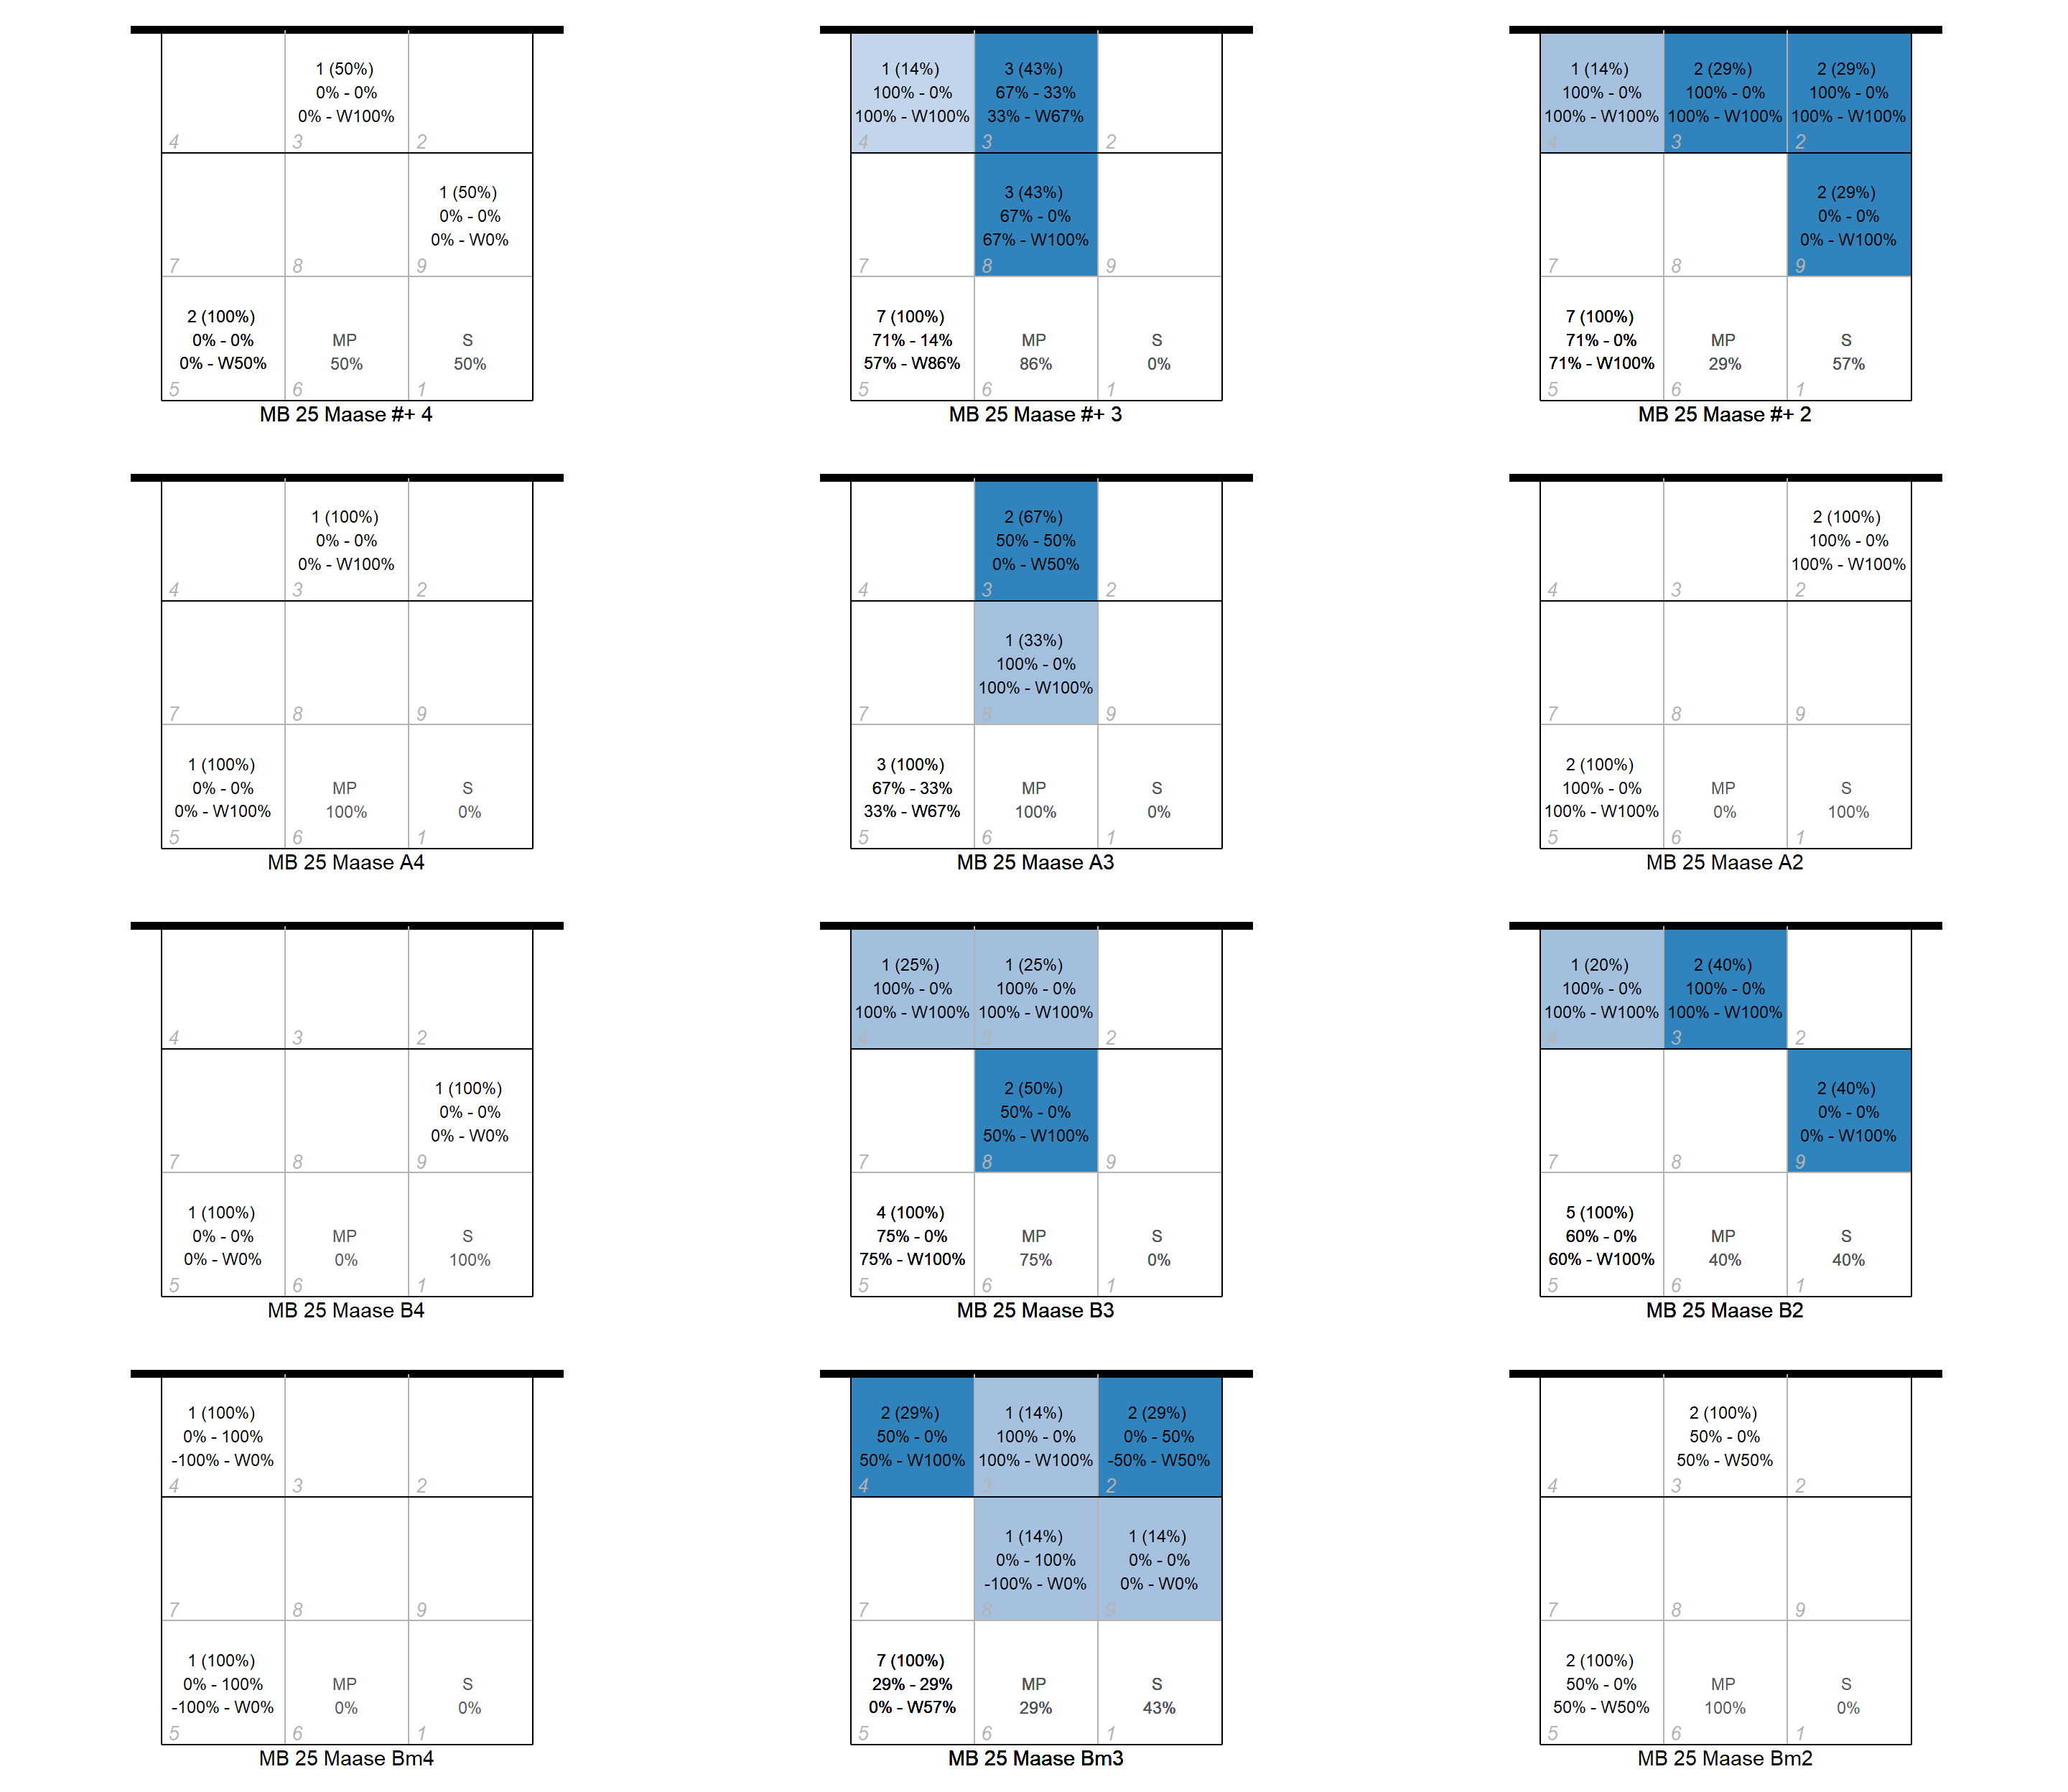 1 (50%)
0% - 0%
0% - W100%
4
3
2
1 (50%)
0% - 0%
0% - W0%
7
8
9
2 (100%)
0% - 0%
0% - W50%
MP
50%
S
50%
5
6
1
MB 25 Maase #+ 4
1 (14%)
100% - 0%
100% - W100%
3 (43%)
67% - 33%
33% - W67%
4
3
2
3 (43%)
67% - 0%
67% - W100%
7
8
9
7 (100%)
71% - 14%
57% - W86%
MP
86%
S
0%
5
6
1
MB 25 Maase #+ 3
1 (14%)
100% - 0%
100% - W100%
2 (29%)
100% - 0%
100% - W100%
2 (29%)
100% - 0%
100% - W100%
4
3
2
2 (29%)
0% - 0%
0% - W100%
7
8
9
7 (100%)
71% - 0%
71% - W100%
MP
29%
S
57%
5
6
1
MB 25 Maase #+ 2
1 (100%)
0% - 0%
0% - W100%
4
3
2
7
8
9
1 (100%)
0% - 0%
0% - W100%
MP
100%
S
0%
5
6
1
MB 25 Maase A4
2 (67%)
50% - 50%
0% - W50%
4
3
2
1 (33%)
100% - 0%
100% - W100%
7
8
9
3 (100%)
67% - 33%
33% - W67%
MP
100%
S
0%
5
6
1
MB 25 Maase A3
2 (100%)
100% - 0%
100% - W100%
4
3
2
7
8
9
2 (100%)
100% - 0%
100% - W100%
MP
0%
S
100%
5
6
1
MB 25 Maase A2
4
3
2
1 (100%)
0% - 0%
0% - W0%
7
8
9
1 (100%)
0% - 0%
0% - W0%
MP
0%
S
100%
5
6
1
MB 25 Maase B4
1 (25%)
100% - 0%
100% - W100%
1 (25%)
100% - 0%
100% - W100%
4
3
2
2 (50%)
50% - 0%
50% - W100%
7
8
9
4 (100%)
75% - 0%
75% - W100%
MP
75%
S
0%
5
6
1
MB 25 Maase B3
1 (20%)
100% - 0%
100% - W100%
2 (40%)
100% - 0%
100% - W100%
4
3
2
2 (40%)
0% - 0%
0% - W100%
7
8
9
5 (100%)
60% - 0%
60% - W100%
MP
40%
S
40%
5
6
1
MB 25 Maase B2
1 (100%)
0% - 100%
-100% - W0%
4
3
2
7
8
9
1 (100%)
0% - 100%
-100% - W0%
MP
0%
S
0%
5
6
1
MB 25 Maase Bm4
2 (29%)
50% - 0%
50% - W100%
1 (14%)
100% - 0%
100% - W100%
2 (29%)
0% - 50%
-50% - W50%
4
3
2
1 (14%)
0% - 100%
-100% - W0%
1 (14%)
0% - 0%
0% - W0%
7
8
9
7 (100%)
29% - 29%
0% - W57%
MP
29%
S
43%
5
6
1
MB 25 Maase Bm3
2 (100%)
50% - 0%
50% - W50%
4
3
2
7
8
9
2 (100%)
50% - 0%
50% - W50%
MP
100%
S
0%
5
6
1
MB 25 Maase Bm2